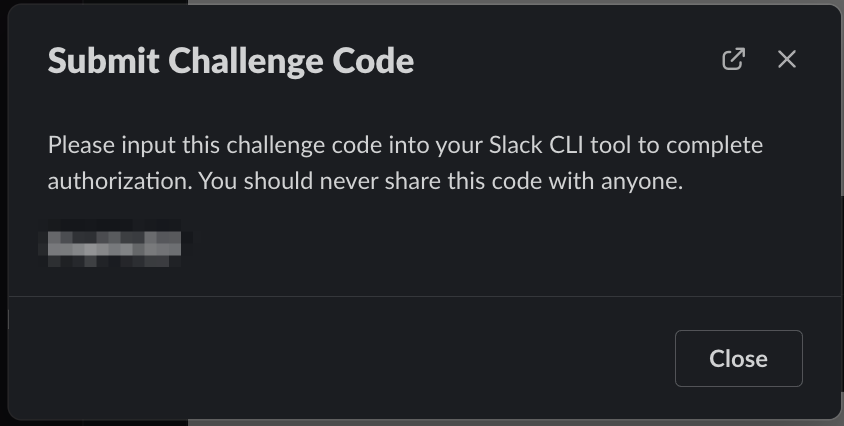 Submit Challenge Code
Please input this challenge code into your Slack CLI tool to complete
authorization. You should never share this code with anyone.
Close